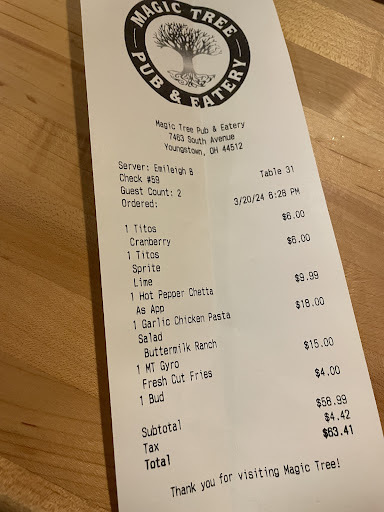 MAGIC TREE
PUB & EATERY
Magic Tree Pub & Eatery
7463 South Avenue
Youngstown, OH 44512
Server: Emileigh B
Check #59 Table 31
Guest Count: 2
Ordered: 3/20/24 6:28 PM
1 Titos $6.00
Cranberry
1 Titos $6.00
Sprite
Lime
1 Hot Pepper Chetta $9.99
As App
1 Garlic Chicken Pasta $18.00
Salad
Buttermilk Ranch
1 MT Gyro $15.00
Fresh Cut Fries
1 Bud $4.00
Subtotal $58.99
Tax $4.42
Total $63.41
Thank you for visiting Magic Tree!